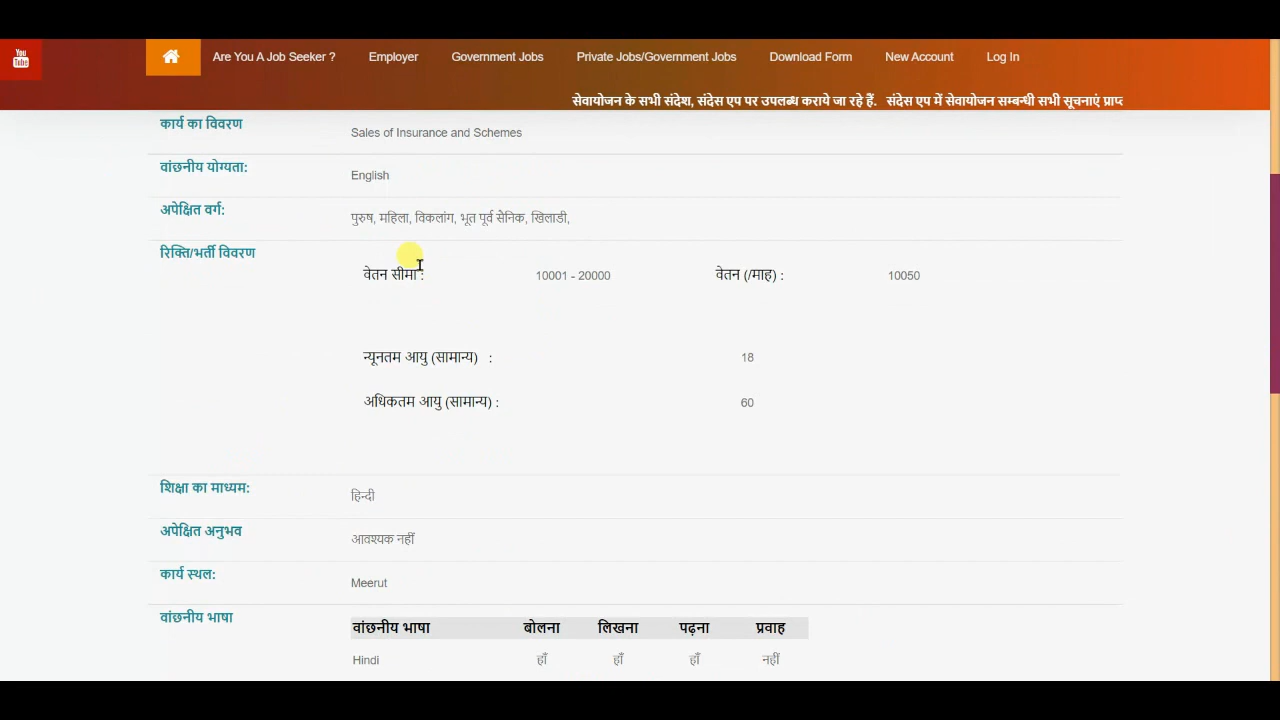 You Tube
Are You A Job Seeker ? Employer Government Jobs Private Jobs/Government Jobs Download Form New Account Log In
सेवायोजन के सभी संदेश, संदेस एप पर उपलब्ध कराये जा रहे हैं. संदेस एप में सेवायोजन सम्बन्धी सभी सूचनाएं प्राप्
कार्य का विवरण Sales of Insurance and Schemes
वांछनीय योग्यता: English
अपेक्षित वर्ग: पुरुष, महिला, विकलांग, भूत पूर्व सैनिक, खिलाडी,
रिक्ति/भर्ती विवरण
वेतन सीमा : 10001 - 20000 वेतन (/माह) : 10050
न्यूनतम आयु (सामान्य) : 18
अधिकतम आयु (सामान्य) : 60
शिक्षा का माध्यम: हिन्दी
अपेक्षित अनुभव आवश्यक नहीं
कार्य स्थल: Meerut
वांछनीय भाषा
वांछनीय भाषा बोलना लिखना पढ़ना प्रवाह
Hindi हाँ हाँ हाँ नहीं